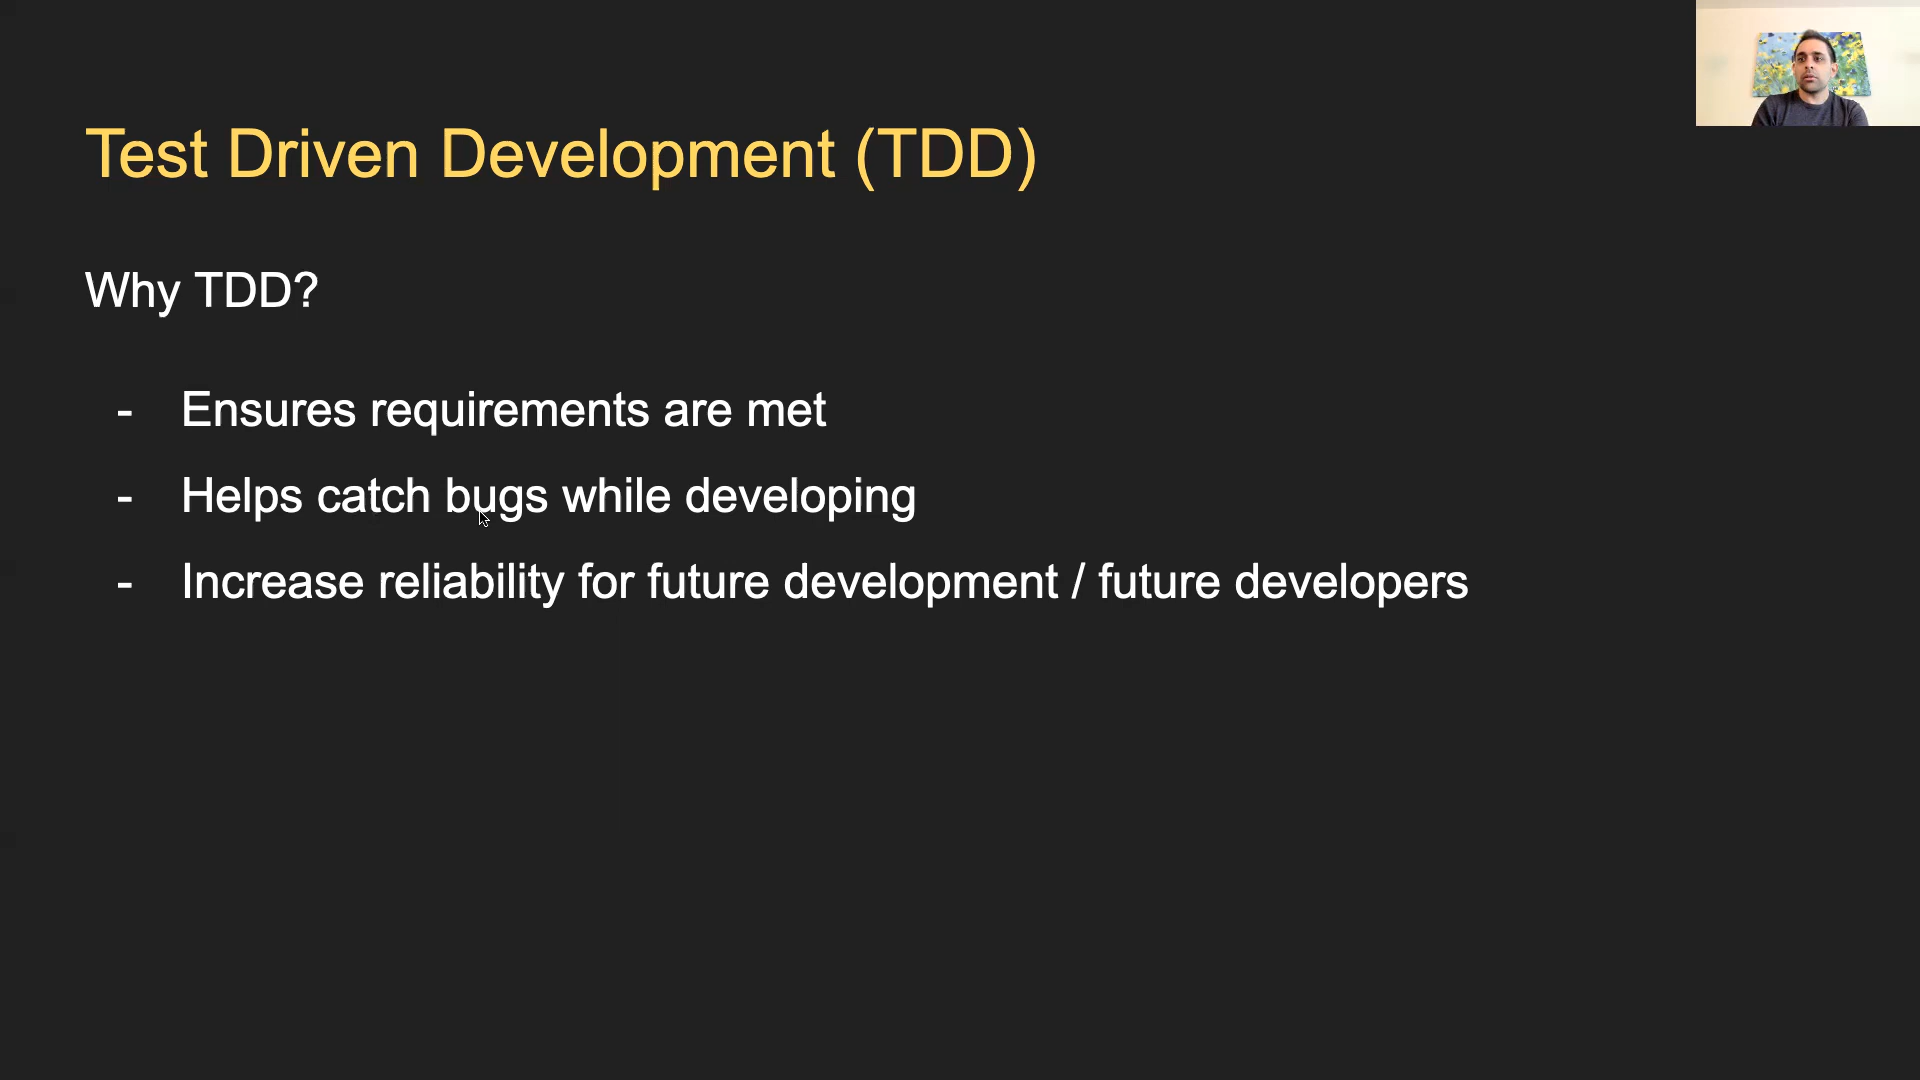 Test Driven Development (TDD)
Why TDD?
- Ensures requirements are met
- Helps catch bugs while developing
- Increase reliability for future development / future developers